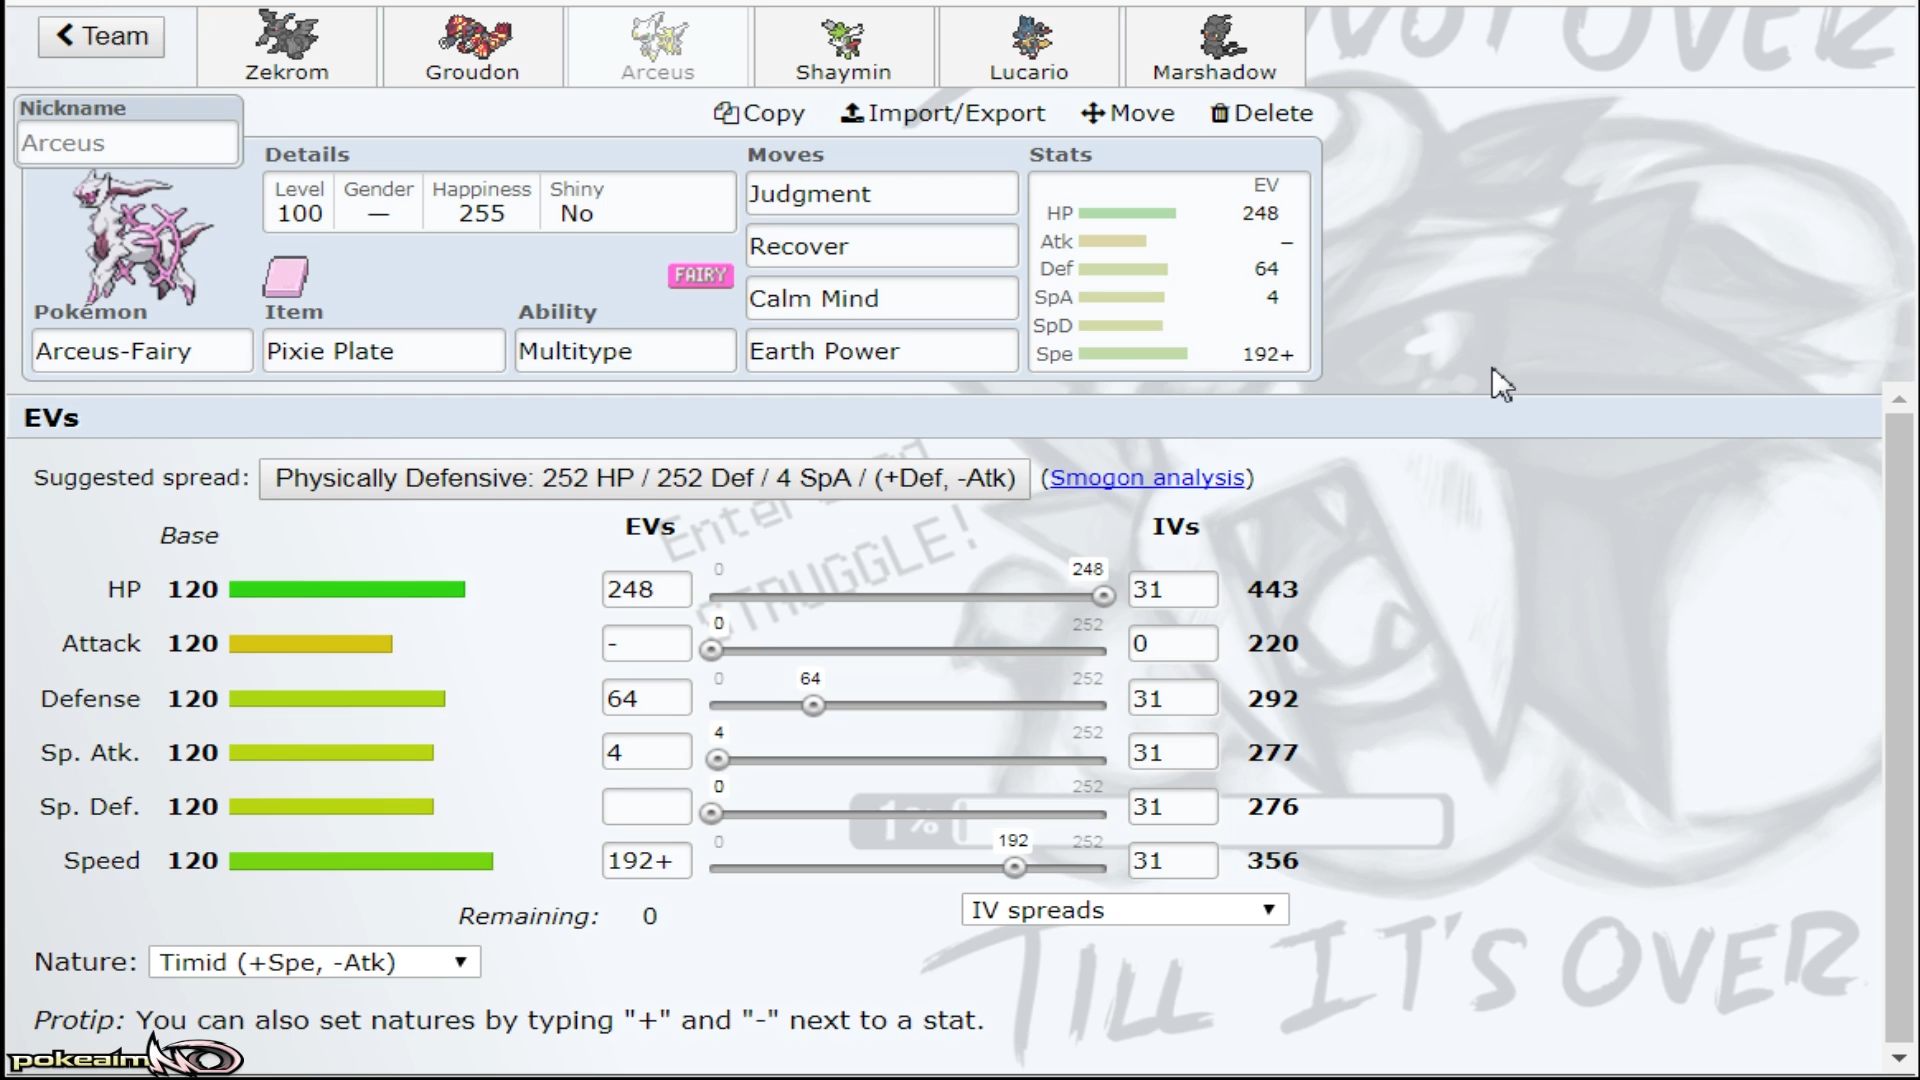 Team
Zekrom
Groudon
Arceus
Shaymin
Lucario
Marshadow
NOT OVER
Nickname
Arceus
Copy
Import/Export
Move
Delete
Details
Moves
Stats
Level
Gender
Happiness
Shiny
100
—
255
No
Judgment
Recover
Calm Mind
Earth Power
EV
HP 248
Atk –
Def 64
SpA 4
SpD
Spe 192+
FAIRY
Pokémon
Item
Ability
Arceus-Fairy
Pixie Plate
Multitype
EVs
Suggested spread: Physically Defensive: 252 HP / 252 Def / 4 SpA / (+Def, -Atk) (Smogon analysis)
Base
EVs
IVs
HP 120 248 0 248 31 443
Attack 120 - 0 252 0 220
Defense 120 64 0 64 252 31 292
Sp. Atk. 120 4 4 252 31 277
Sp. Def. 120 0 252 31 276
Speed 120 192+ 0 192 252 31 356
STRUGGLE!
1%
Remaining: 0
IV spreads
Nature: Timid (+Spe, -Atk)
TILL IT'S OVER
Protip: You can also set natures by typing "+" and "-" next to a stat.
pokeaimMD